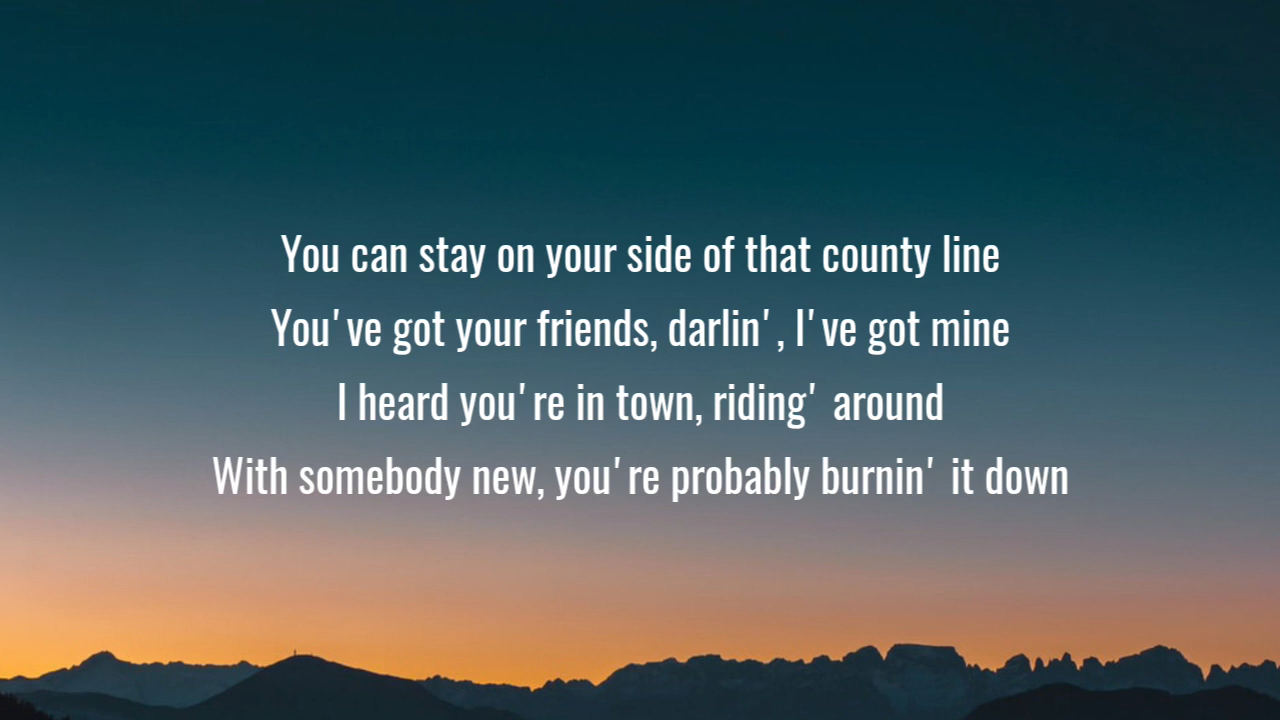 You can stay on your side of that county line
You've got your friends, darlin', I've got mine
I heard you're in town, riding' around
With somebody new, you're probably burnin' it down